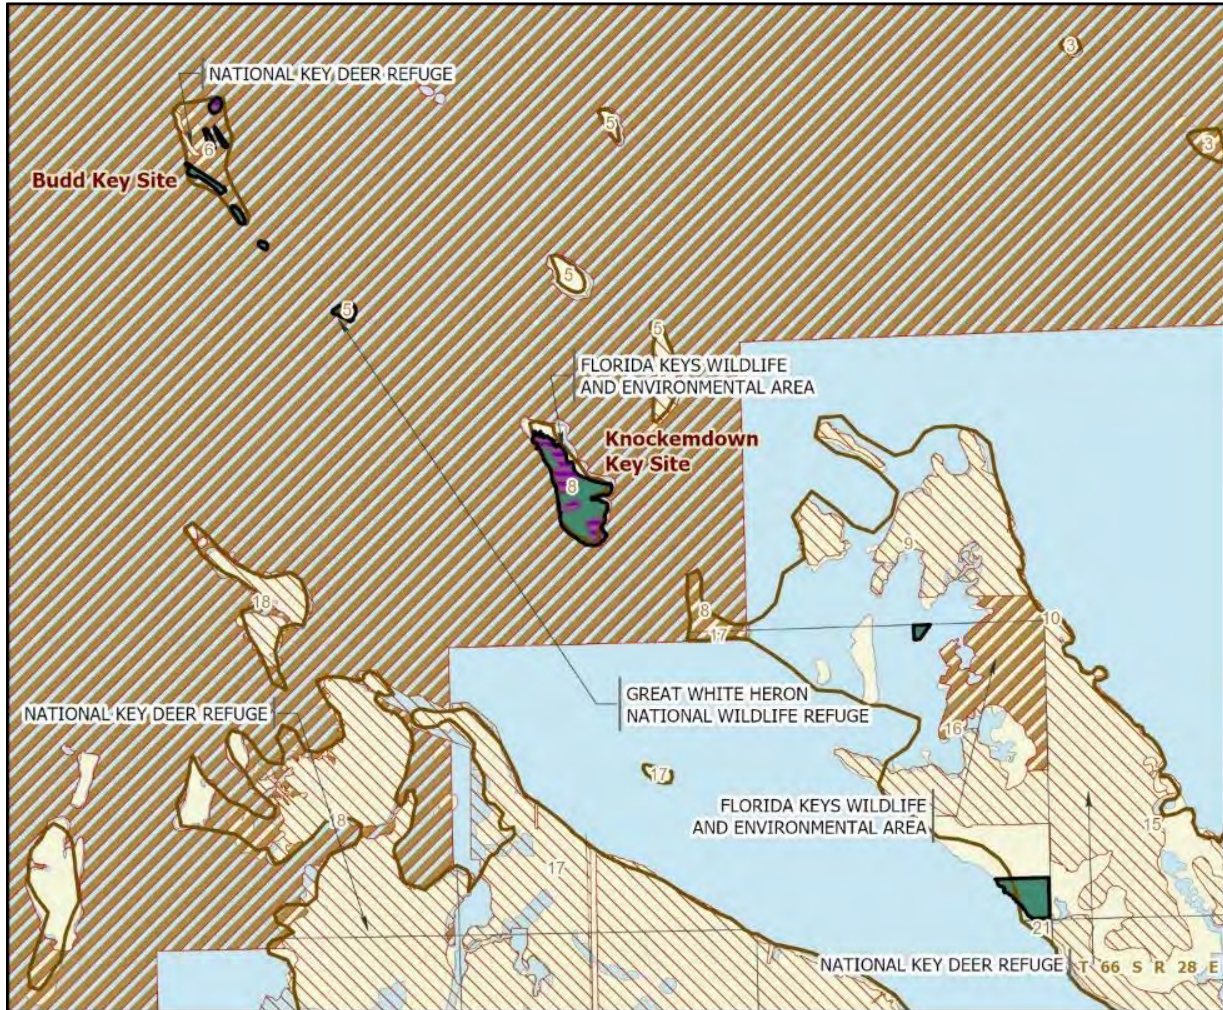 3
NATIONAL KEY DEER REFUGE
5
3
6
Budd Key Site
5
5
5
FLORIDA KEYS WILDLIFE
AND ENVIRONMENTAL AREA
Knockemdown
Key Site
8
9
18
8
10
17
GREAT WHITE HERON
NATIONAL WILDLIFE REFUGE
NATIONAL KEY DEER REFUGE
16
17
FLORIDA KEYS WILDLIFE
AND ENVIRONMENTAL AREA
18
15
17
21
NATIONAL KEY DEER REFUGE
T 66 S R 28 E